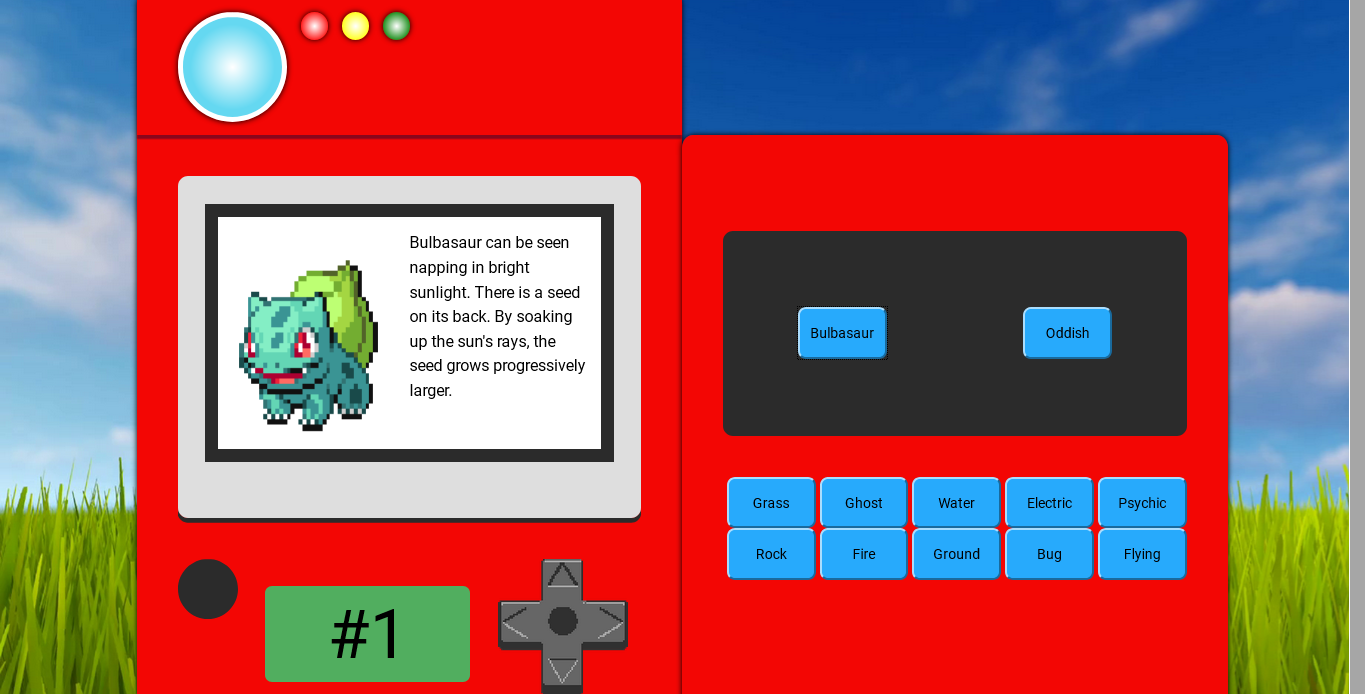 Bulbasaur can be seen
napping in bright
sunlight. There is a seed
on its back. By soaking
up the sun's rays, the
seed grows progressively
larger.
#1
Bulbasaur
Oddish
Grass
Ghost
Water
Electric
Psychic
Rock
Fire
Ground
Bug
Flying